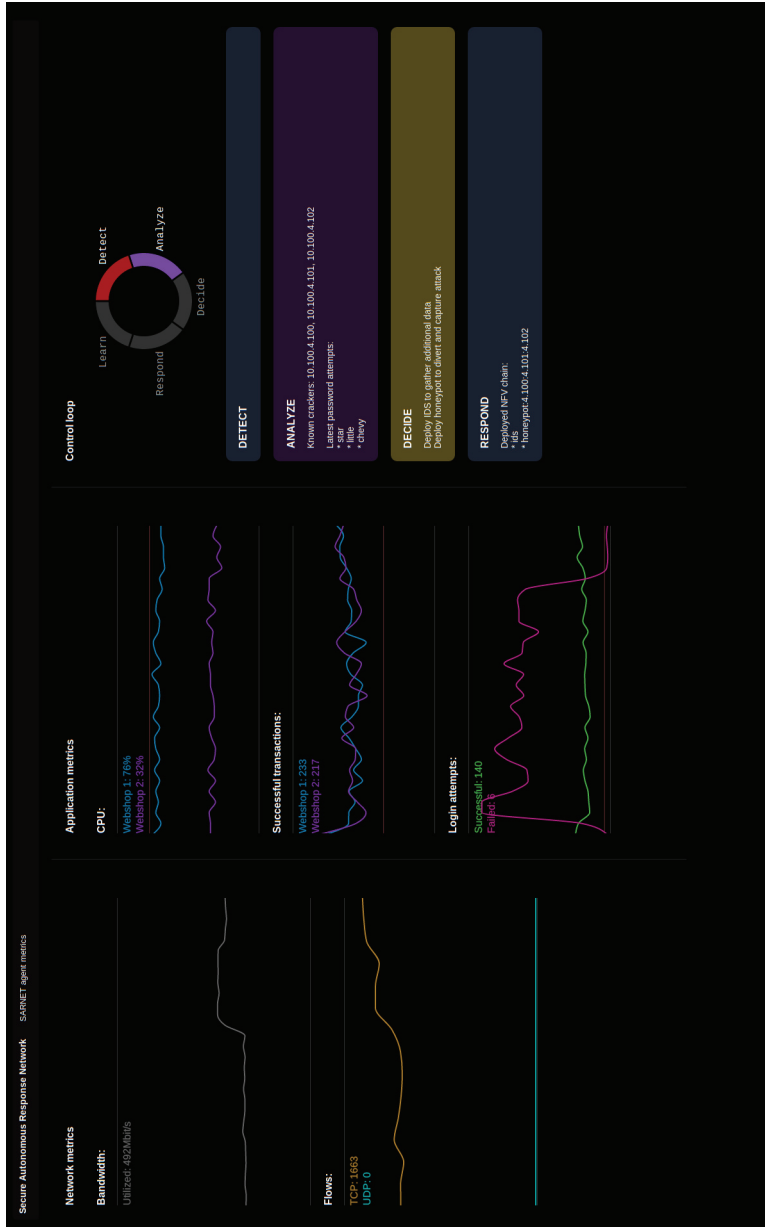 Secure Autonomous Response Network SARNET agent metrics
Network metrics
Bandwidth:
Utilized: 492Mbit/s
Flows:
TCP: 1663
UDP: 0
Application metrics
CPU:
Webshop 1: 76%
Webshop 2: 32%
Successful transactions:
Webshop 1: 233
Webshop 2: 217
Login attempts:
Successful: 140
Failed: 6
Control loop
Detect
Analyze
Decide
Respond
Learn
DETECT
ANALYZE
Known crackers: 10.100.4.100, 10.100.4.101, 10.100.4.102
Latest password attempts:
* star
* little
* chevy
DECIDE
Deploy IDS to gather additional data
Deploy honeypot to divert and capture attack
RESPOND
Deployed NFV chain:
* ids
* honeypot:4.100:4.101:4.102